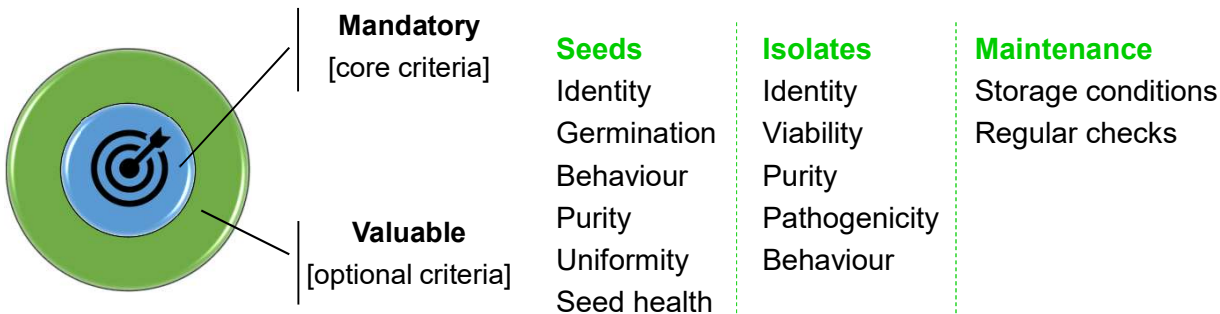 Mandatory
[core criteria]
Valuable
[optional criteria]
Seeds
Identity
Germination
Behaviour
Purity
Uniformity
Seed health
Isolates
Identity
Viability
Purity
Pathogenicity
Behaviour
Maintenance
Storage conditions
Regular checks